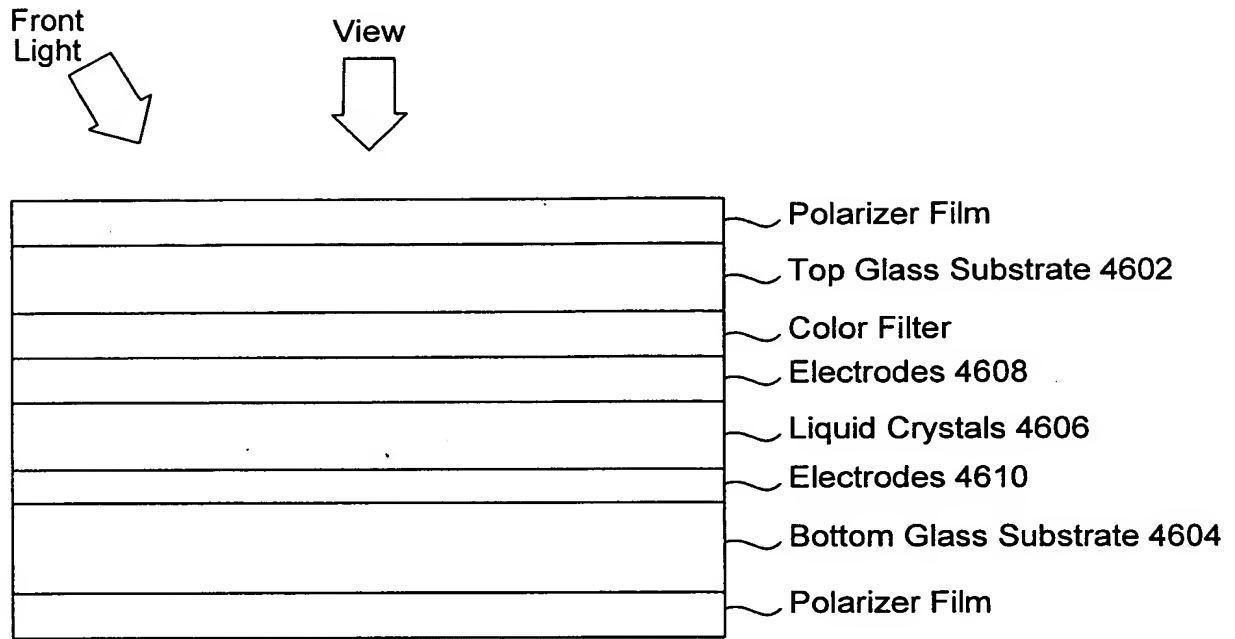 Front
Light
View
Polarizer Film
Top Glass Substrate 4602
Color Filter
Electrodes 4608
Liquid Crystals 4606
Electrodes 4610
Bottom Glass Substrate 4604
Polarizer Film